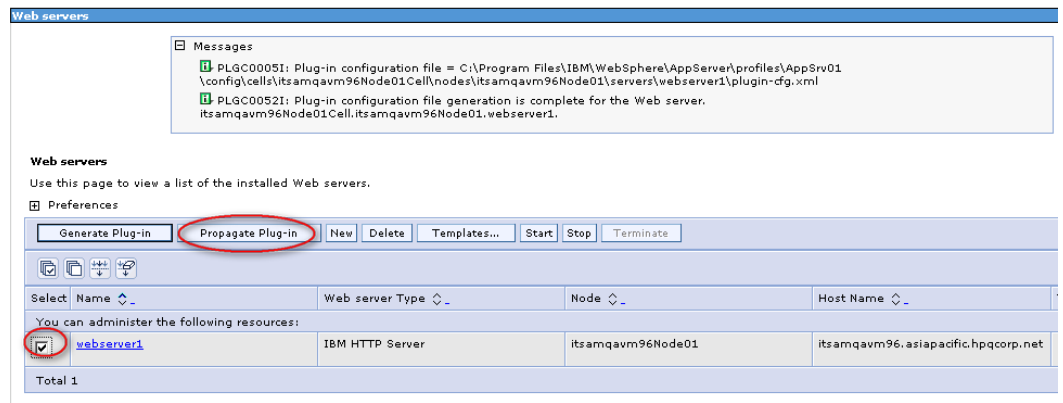 Web servers
Messages
PLGC0005I: Plug-in configuration file = C:\Program Files\IBM\WebSphere\AppServer\profiles\AppSrv01
\config\cells\itsamqavm96Node01Cell\nodes\itsamqavm96Node01\servers\webserver1\plugin-cfg.xml
PLGC0052I: Plug-in configuration file generation is complete for the Web server.
itsamqavm96Node01Cell.itsamqavm96Node01.webserver1.
Web servers
Use this page to view a list of the installed Web servers.
Preferences
Generate Plug-in Propagate Plug-in New Delete Templates... Start Stop Terminate
Select Name Web server Type Node Host Name
You can administer the following resources:
webserver1 IBM HTTP Server itsamqavm96Node01 itsamqavm96.asiapacific.hpqcorp.net
Total 1